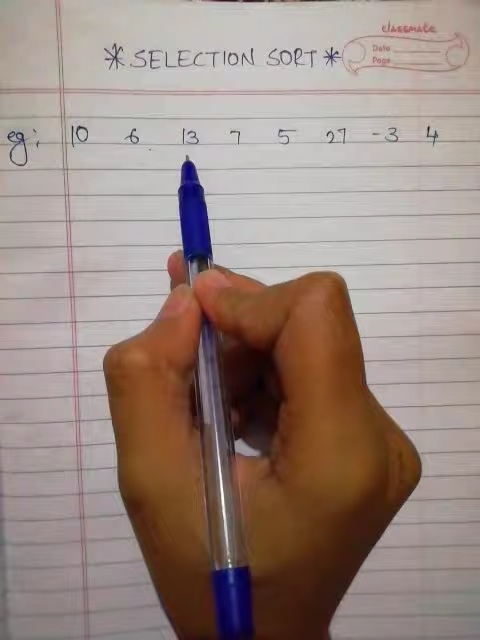 classmate
Date
Page
*SELECTION SORT*
eg: 10 6 13 7 5 27 -3 4